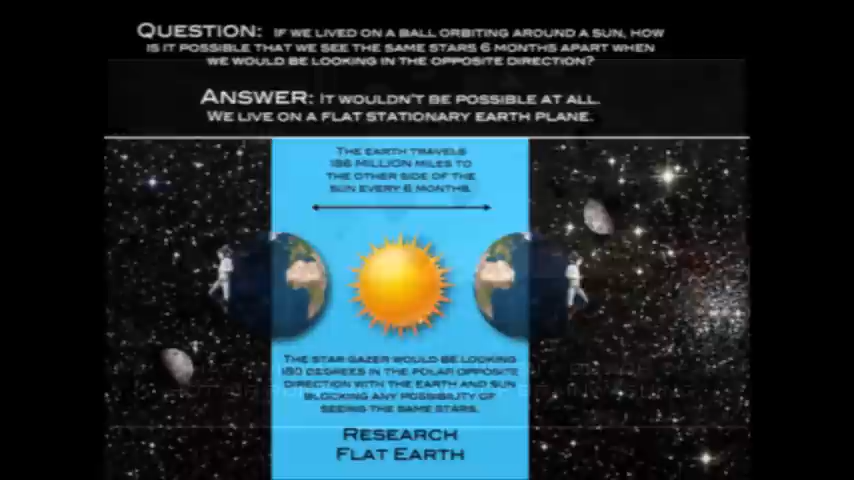 QUESTION: IF WE LIVED ON A BALL ORBITING AROUND A SUN, HOW
IS IT POSSIBLE THAT WE SEE THE SAME STARS 6 MONTHS APART WHEN
WE WOULD BE LOOKING IN THE OPPOSITE DIRECTION?
ANSWER: IT WOULDN'T BE POSSIBLE AT ALL.
WE LIVE ON A FLAT STATIONARY EARTH PLANE.
THE EARTH TRAVELS
186 MILLION MILES TO
THE OTHER SIDE OF THE
SUN EVERY 6 MONTHS.
THE STAR GAZER WOULD BE LOOKING
180 DEGREES IN THE POLAR OPPOSITE
DIRECTION WITH THE EARTH AND SUN
BLOCKING ANY POSSIBILITY OF
SEEING THE SAME STARS.
RESEARCH
FLAT EARTH